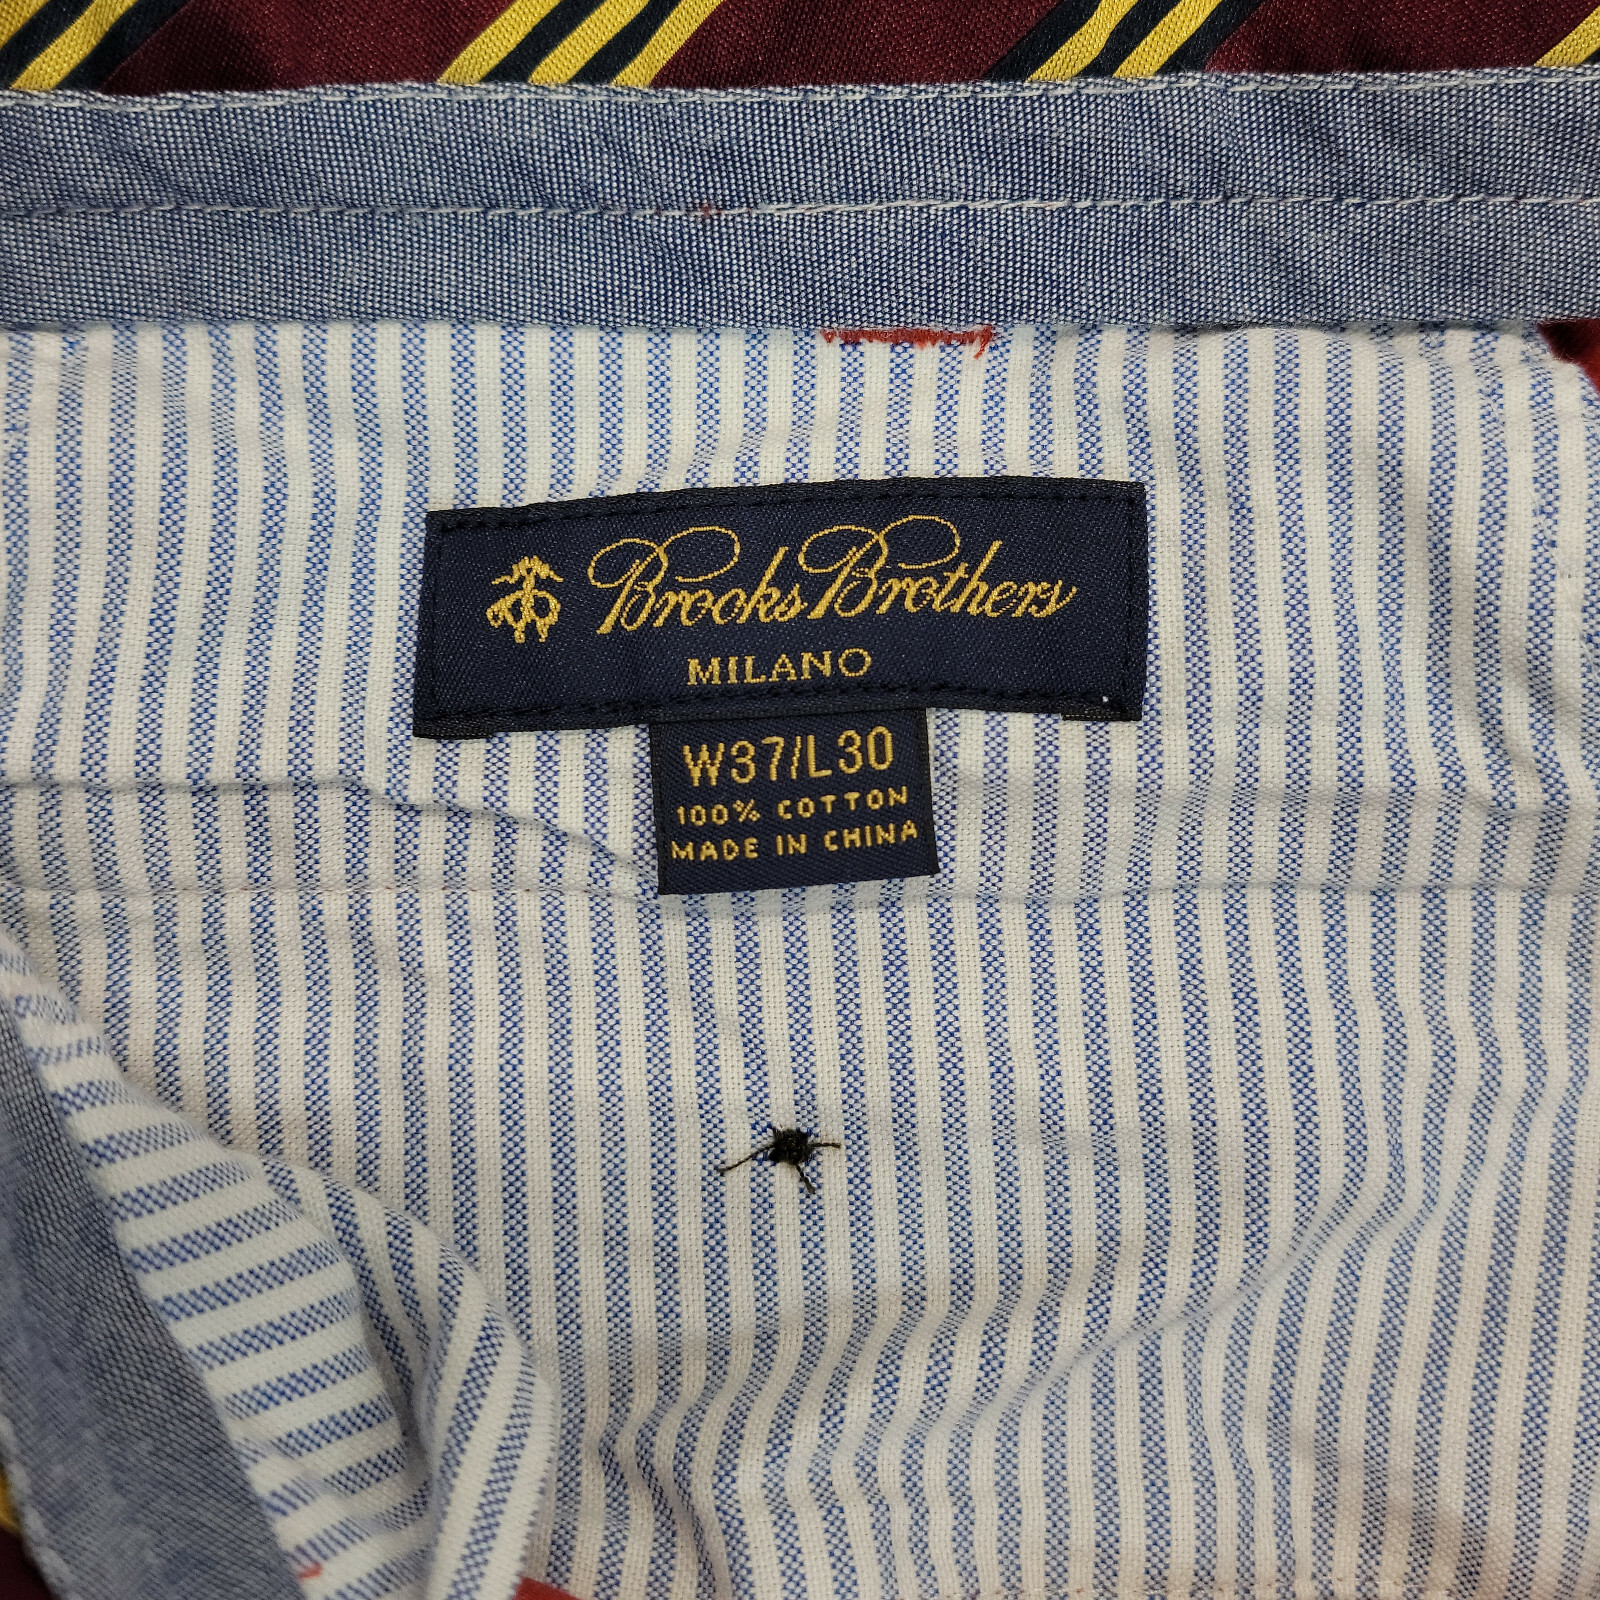 Brooks Brothers
MILANO
W37/L30
100% COTTON
MADE IN CHINA